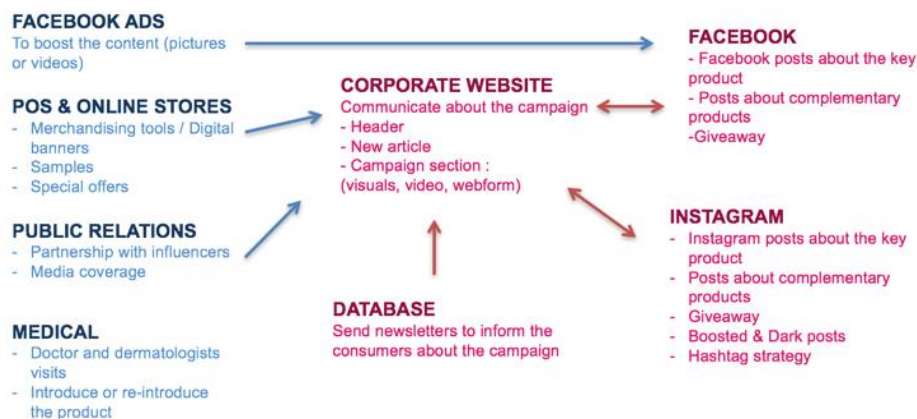 FACEBOOK ADS
To boost the content (pictures
or videos)
POS & ONLINE STORES
- Merchandising tools / Digital
banners
- Samples
- Special offers
PUBLIC RELATIONS
- Partnership with influencers
- Media coverage
MEDICAL
- Doctor and dermatologists
visits
- Introduce or re-introduce
the product
CORPORATE WEBSITE
Communicate about the campaign
- Header
- New article
- Campaign section :
(visuals, video, webform)
DATABASE
Send newsletters to inform the
consumers about the campaign
FACEBOOK
- Facebook posts about the key
product
- Posts about complementary
products
-Giveaway
INSTAGRAM
- Instagram posts about the key
product
- Posts about complementary
products
- Giveaway
- Boosted & Dark posts
- Hashtag strategy